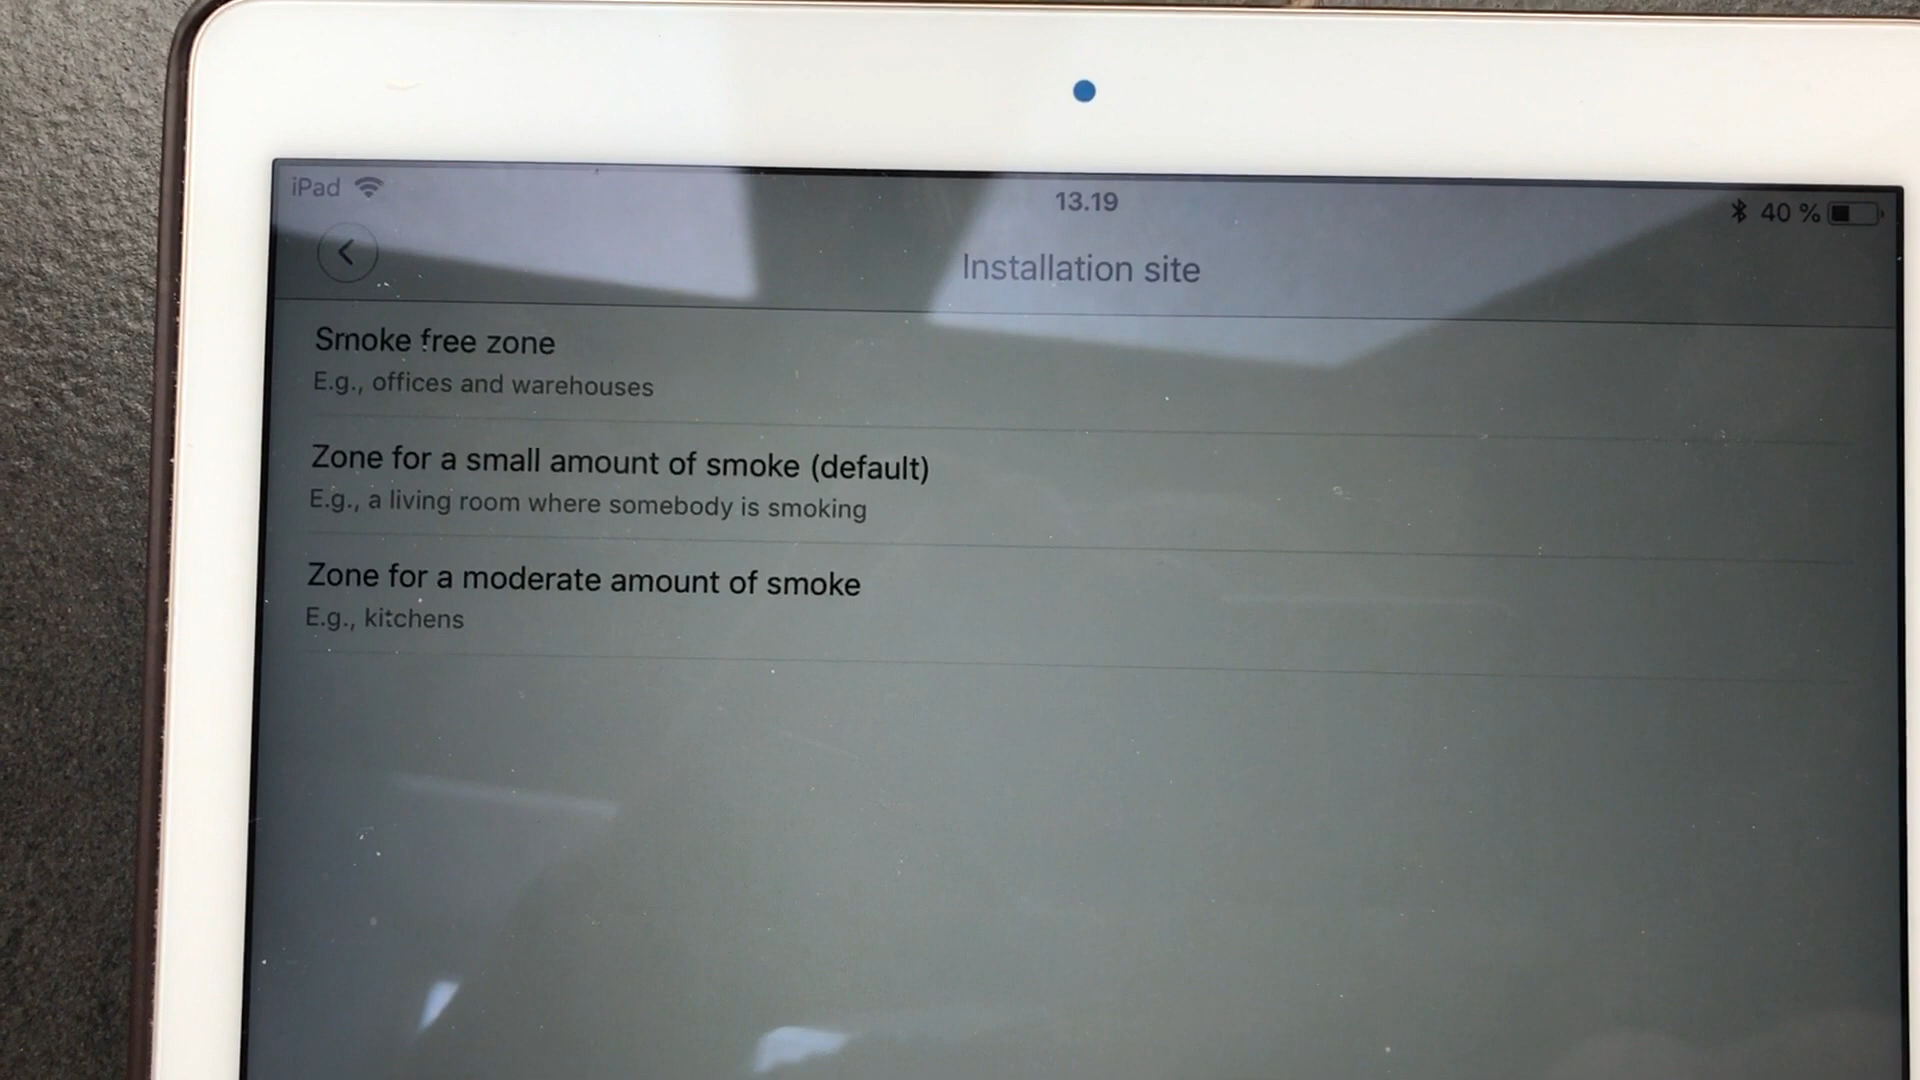 iPad
13.19
40 %
Installation site
Smoke free zone
E.g., offices and warehouses
Zone for a small amount of smoke (default)
E.g., a living room where somebody is smoking
Zone for a moderate amount of smoke
E.g., kitchens